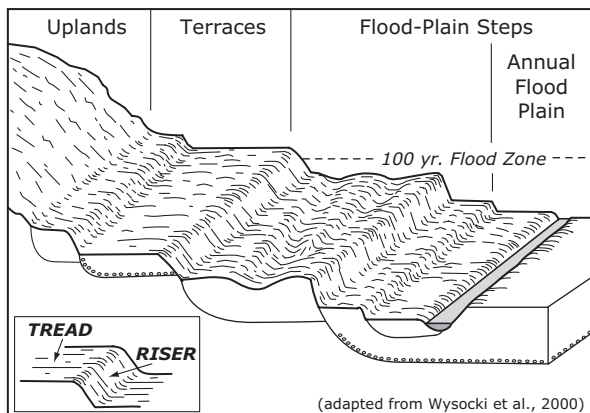 Uplands
Terraces
Flood-Plain Steps
Annual
Flood
Plain
100 yr. Flood Zone
TREAD
RISER
(adapted from Wysocki et al., 2000)